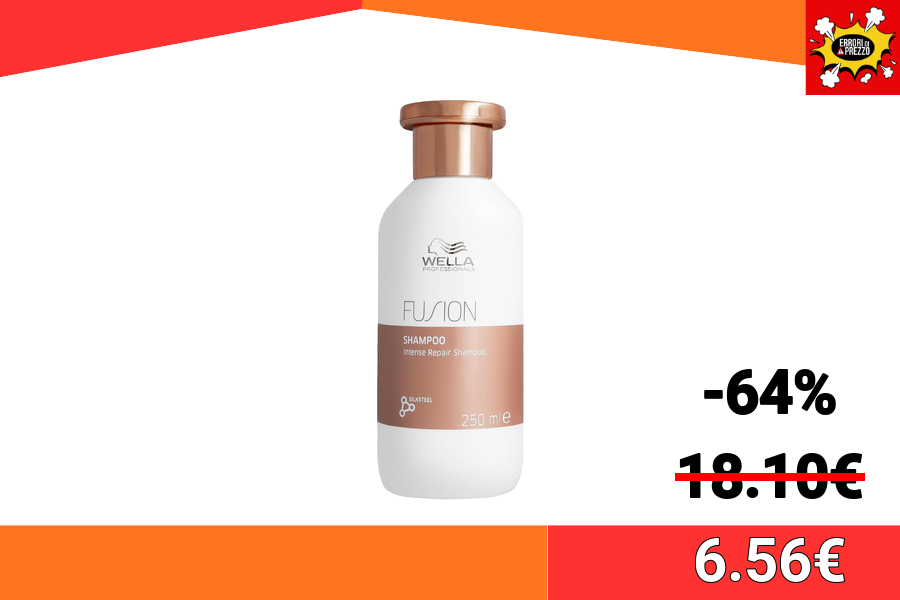 ERRORI DI
PREZZO
WELLA
PROFESSIONALS
FUSION
SHAMPOO
Intense Repair Shampoo
SILKSTEEL
250 ml e
-64%
18.10€
6.56€